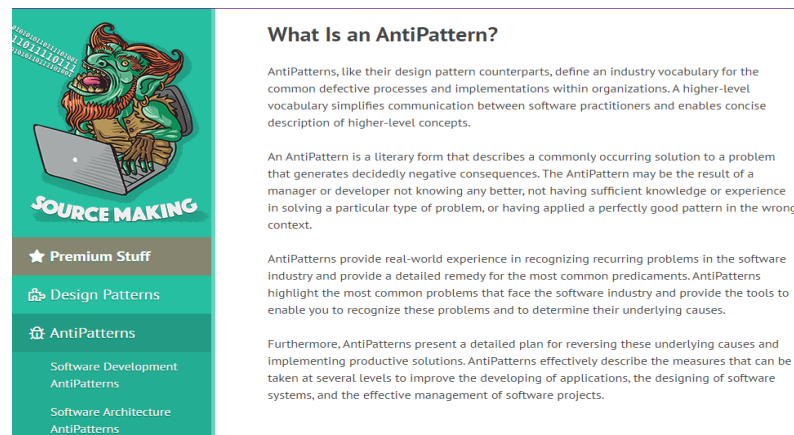 What Is an AntiPattern?
AntiPatterns, like their design pattern counterparts, define an industry vocabulary for the
common defective processes and implementations within organizations. A higher-level
vocabulary simplifies communication between software practitioners and enables concise
description of higher-level concepts.
An AntiPattern is a literary form that describes a commonly occurring solution to a problem
that generates decidedly negative consequences. The AntiPattern may be the result of a
manager or developer not knowing any better, not having sufficient knowledge or experience
in solving a particular type of problem, or having applied a perfectly good pattern in the wrong
context.
AntiPatterns provide real-world experience in recognizing recurring problems in the software
industry and provide a detailed remedy for the most common predicaments. AntiPatterns
highlight the most common problems that face the software industry and provide the tools to
enable you to recognize these problems and to determine their underlying causes.
Furthermore, AntiPatterns present a detailed plan for reversing these underlying causes and
implementing productive solutions. AntiPatterns effectively describe the measures that can be
taken at several levels to improve the developing of applications, the designing of software
systems, and the effective management of software projects.
SOURCE MAKING
Premium Stuff
Design Patterns
AntiPatterns
Software Development
AntiPatterns
Software Architecture
AntiPatterns